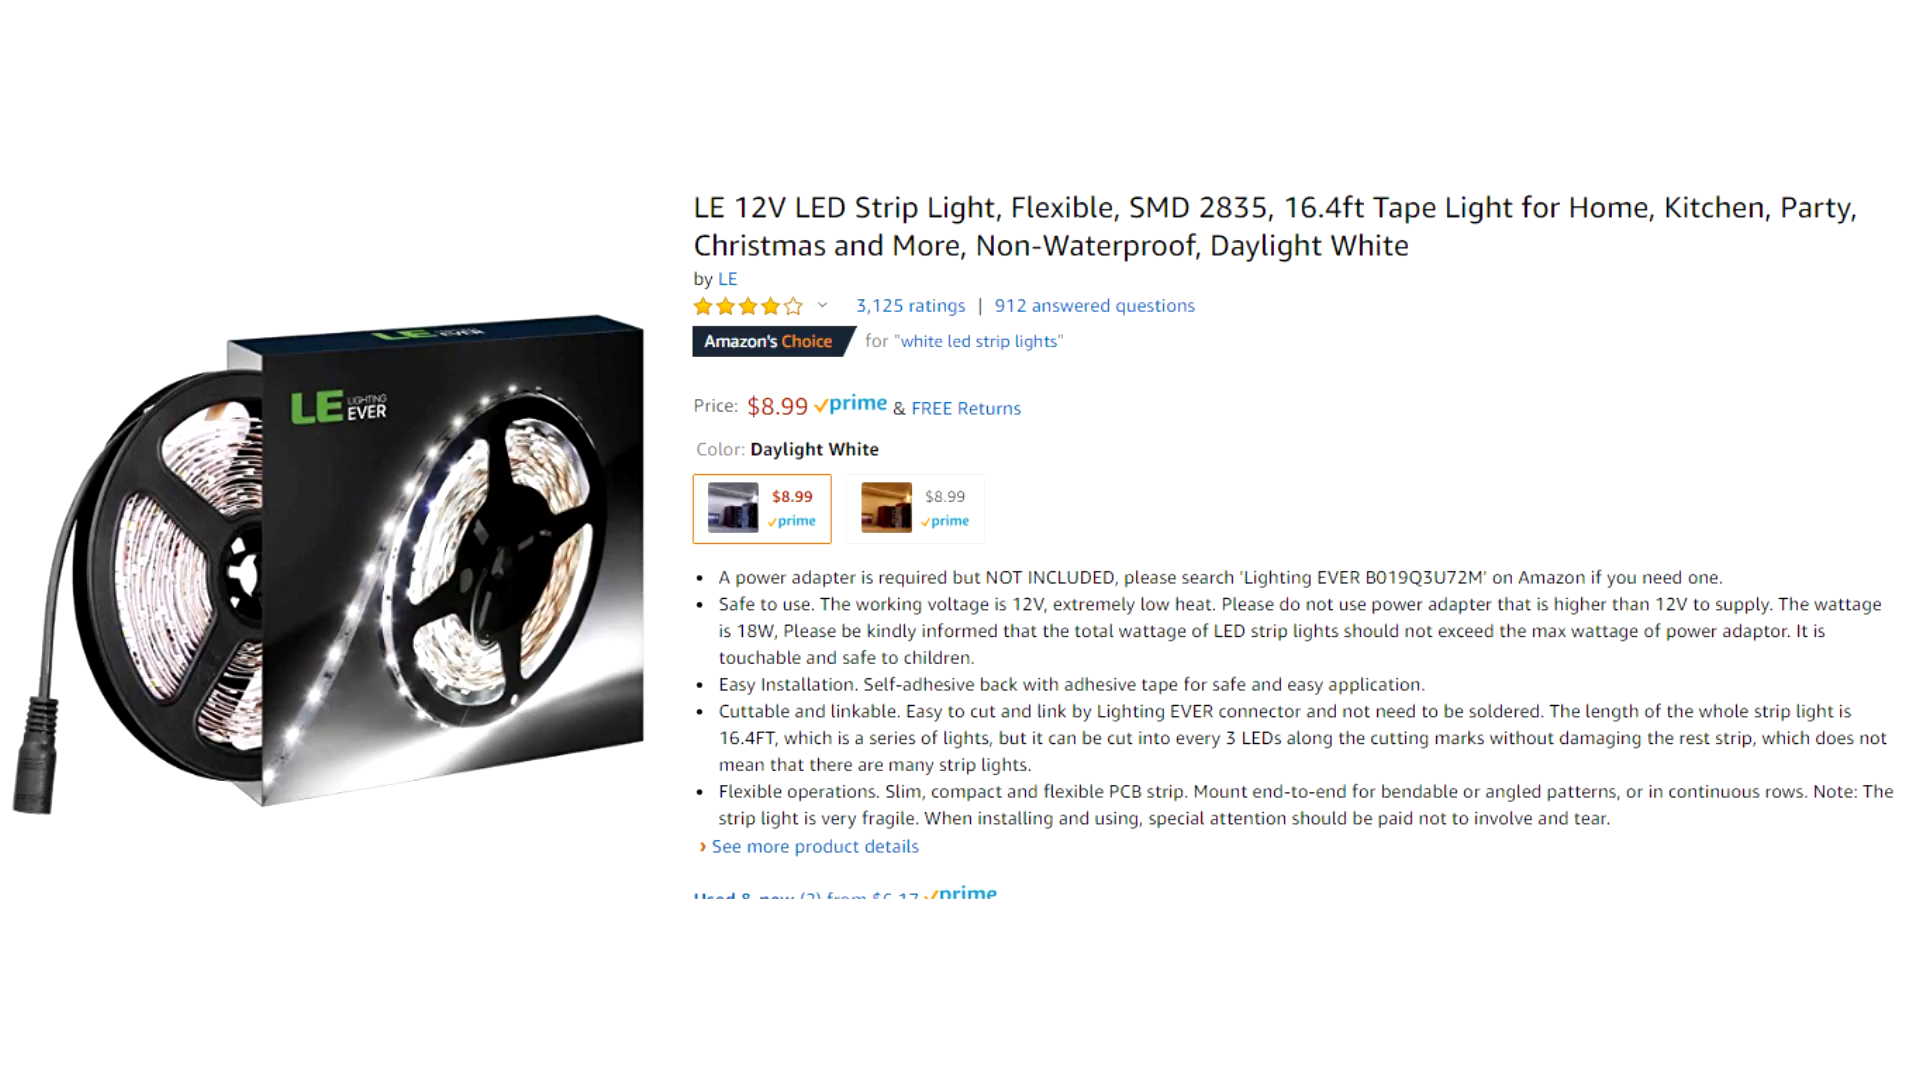 LE 12V LED Strip Light, Flexible, SMD 2835, 16.4ft Tape Light for Home, Kitchen, Party,
Christmas and More, Non-Waterproof, Daylight White
by LE
3,125 ratings | 912 answered questions
Amazon's Choice for "white led strip lights"
LE EVER
LE LIGHTING EVER
Price: $8.99 prime & FREE Returns
Color: Daylight White
$8.99 $8.99
prime prime
• A power adapter is required but NOT INCLUDED, please search 'Lighting EVER B019Q3U72M' on Amazon if you need one.
• Safe to use. The working voltage is 12V, extremely low heat. Please do not use power adapter that is higher than 12V to supply. The wattage
is 18W, Please be kindly informed that the total wattage of LED strip lights should not exceed the max wattage of power adaptor. It is
touchable and safe to children.
• Easy Installation. Self-adhesive back with adhesive tape for safe and easy application.
• Cuttable and linkable. Easy to cut and link by Lighting EVER connector and not need to be soldered. The length of the whole strip light is
16.4FT, which is a series of lights, but it can be cut into every 3 LEDs along the cutting marks without damaging the rest strip, which does not
mean that there are many strip lights.
• Flexible operations. Slim, compact and flexible PCB strip. Mount end-to-end for bendable or angled patterns, or in continuous rows. Note: The
strip light is very fragile. When installing and using, special attention should be paid not to involve and tear.
› See more product details
Used & new (2) from $6.17 prime